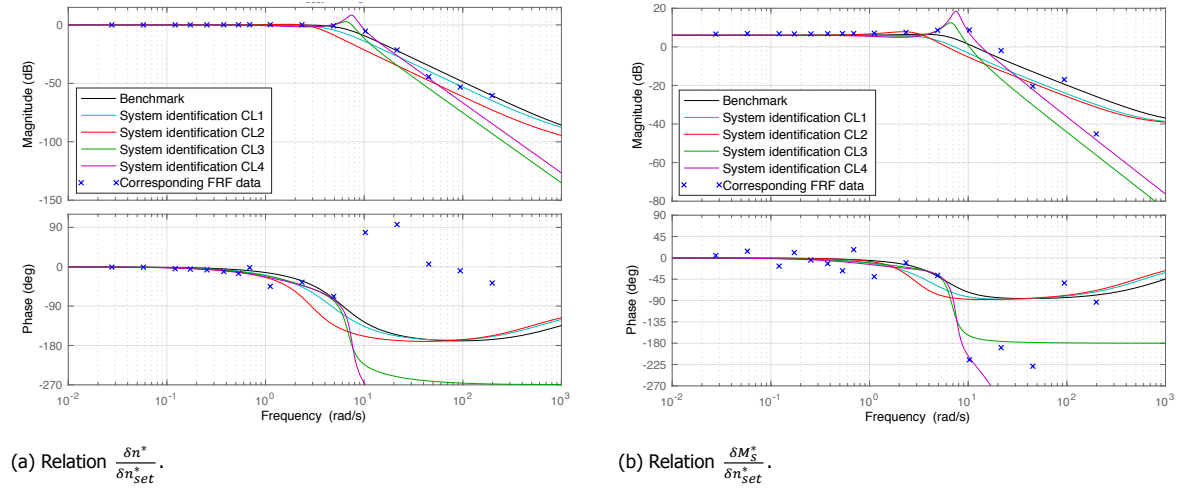 0
-50
-100
-150
Magnitude (dB)
Benchmark
System identification CL1
System identification CL2
System identification CL3
System identification CL4
Corresponding FRF data
90
0
-90
-180
-270
Phase (deg)
10^-2 10^-1 10^0 10^1 10^2 10^3
Frequency (rad/s)
(a) Relation δn*/δn*set.
20
0
-20
-40
-60
-80
Magnitude (dB)
Benchmark
System identification CL1
System identification CL2
System identification CL3
System identification CL4
Corresponding FRF data
90
45
0
-45
-90
-135
-180
-225
-270
Phase (deg)
10^-2 10^-1 10^0 10^1 10^2 10^3
Frequency (rad/s)
(b) Relation δM*S/δn*set.